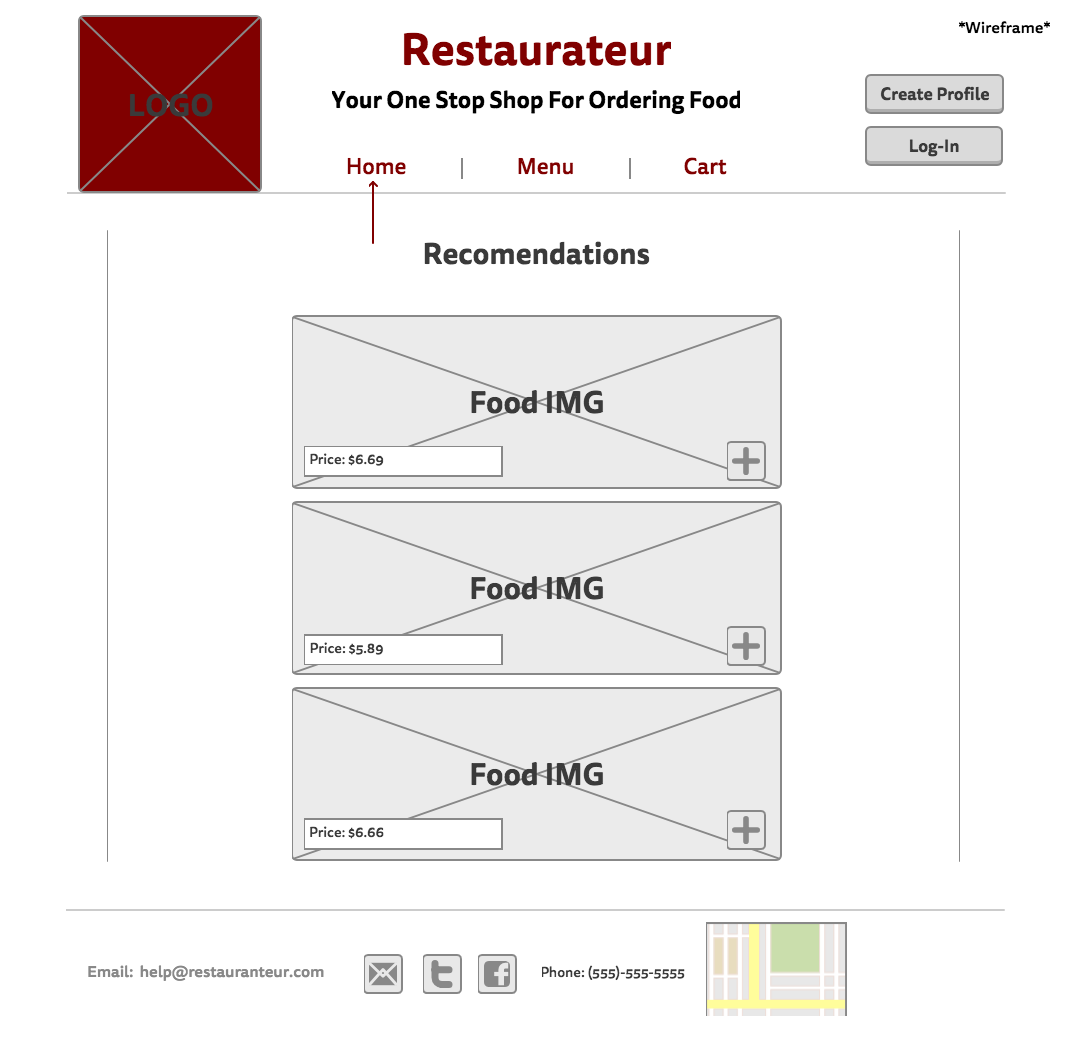 *Wireframe*
LOGO
Restaurateur
Your One Stop Shop For Ordering Food
Create Profile
Log-In
Home | Menu | Cart
Recomendations
Food IMG
Price: $6.69
Food IMG
Price: $5.89
Food IMG
Price: $6.66
Email: help@restauranteur.com
Phone: (555)-555-5555